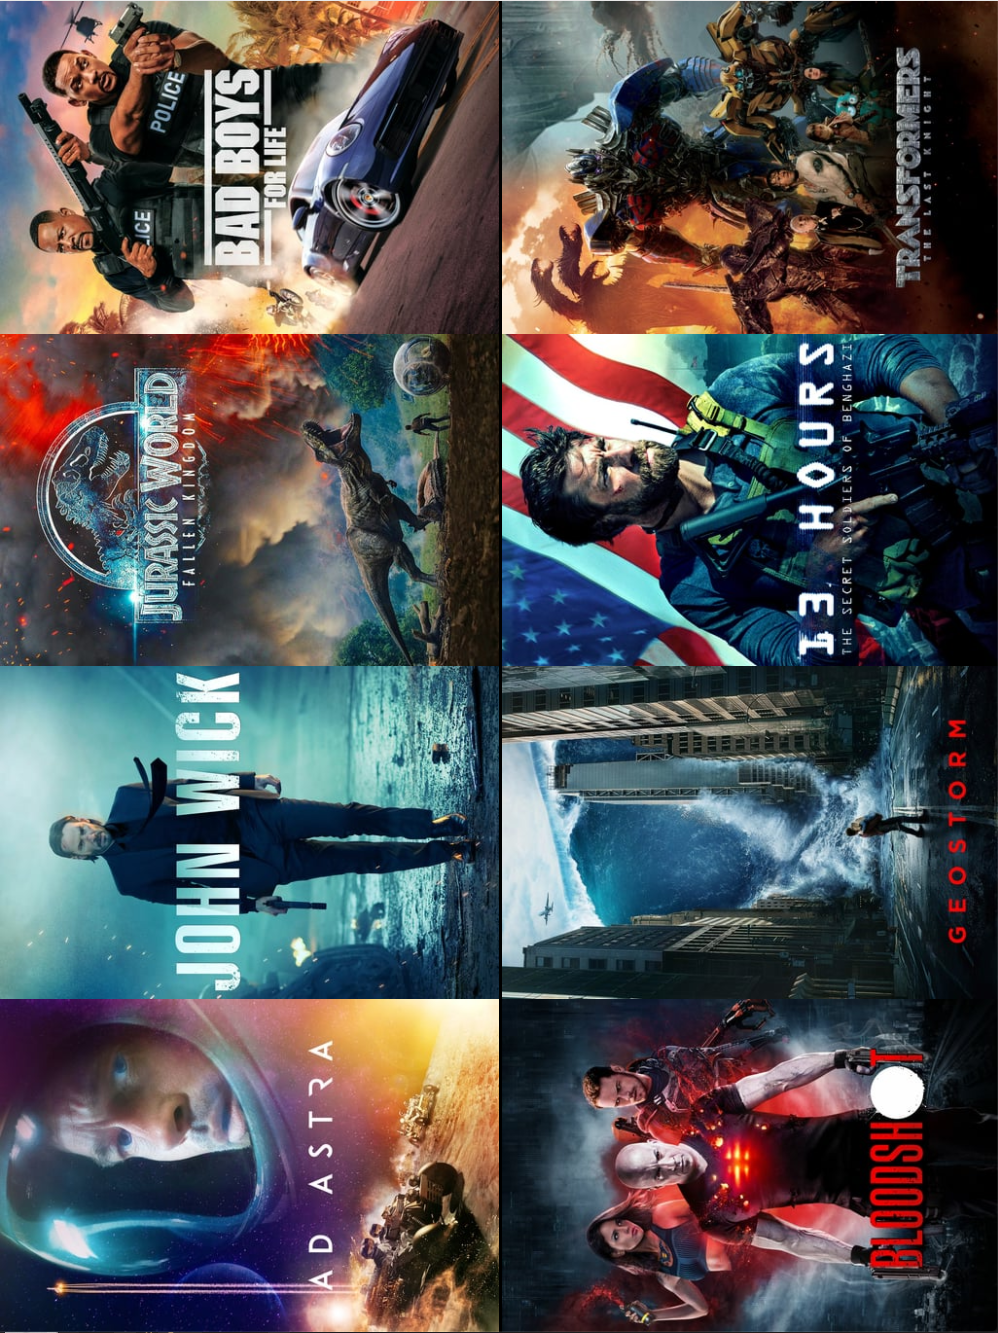 AD ASTRA
JOHN WICK
JURASSIC WORLD
FALLEN KINGDOM
LICE
POLICE
BAD BOYS
FOR LIFE
BLOODSHOT
GEOSTORM
13 HOURS
THE SECRET SOLDIERS OF BENGHAZI
TRANSFORMERS
THE LAST KNIGHT